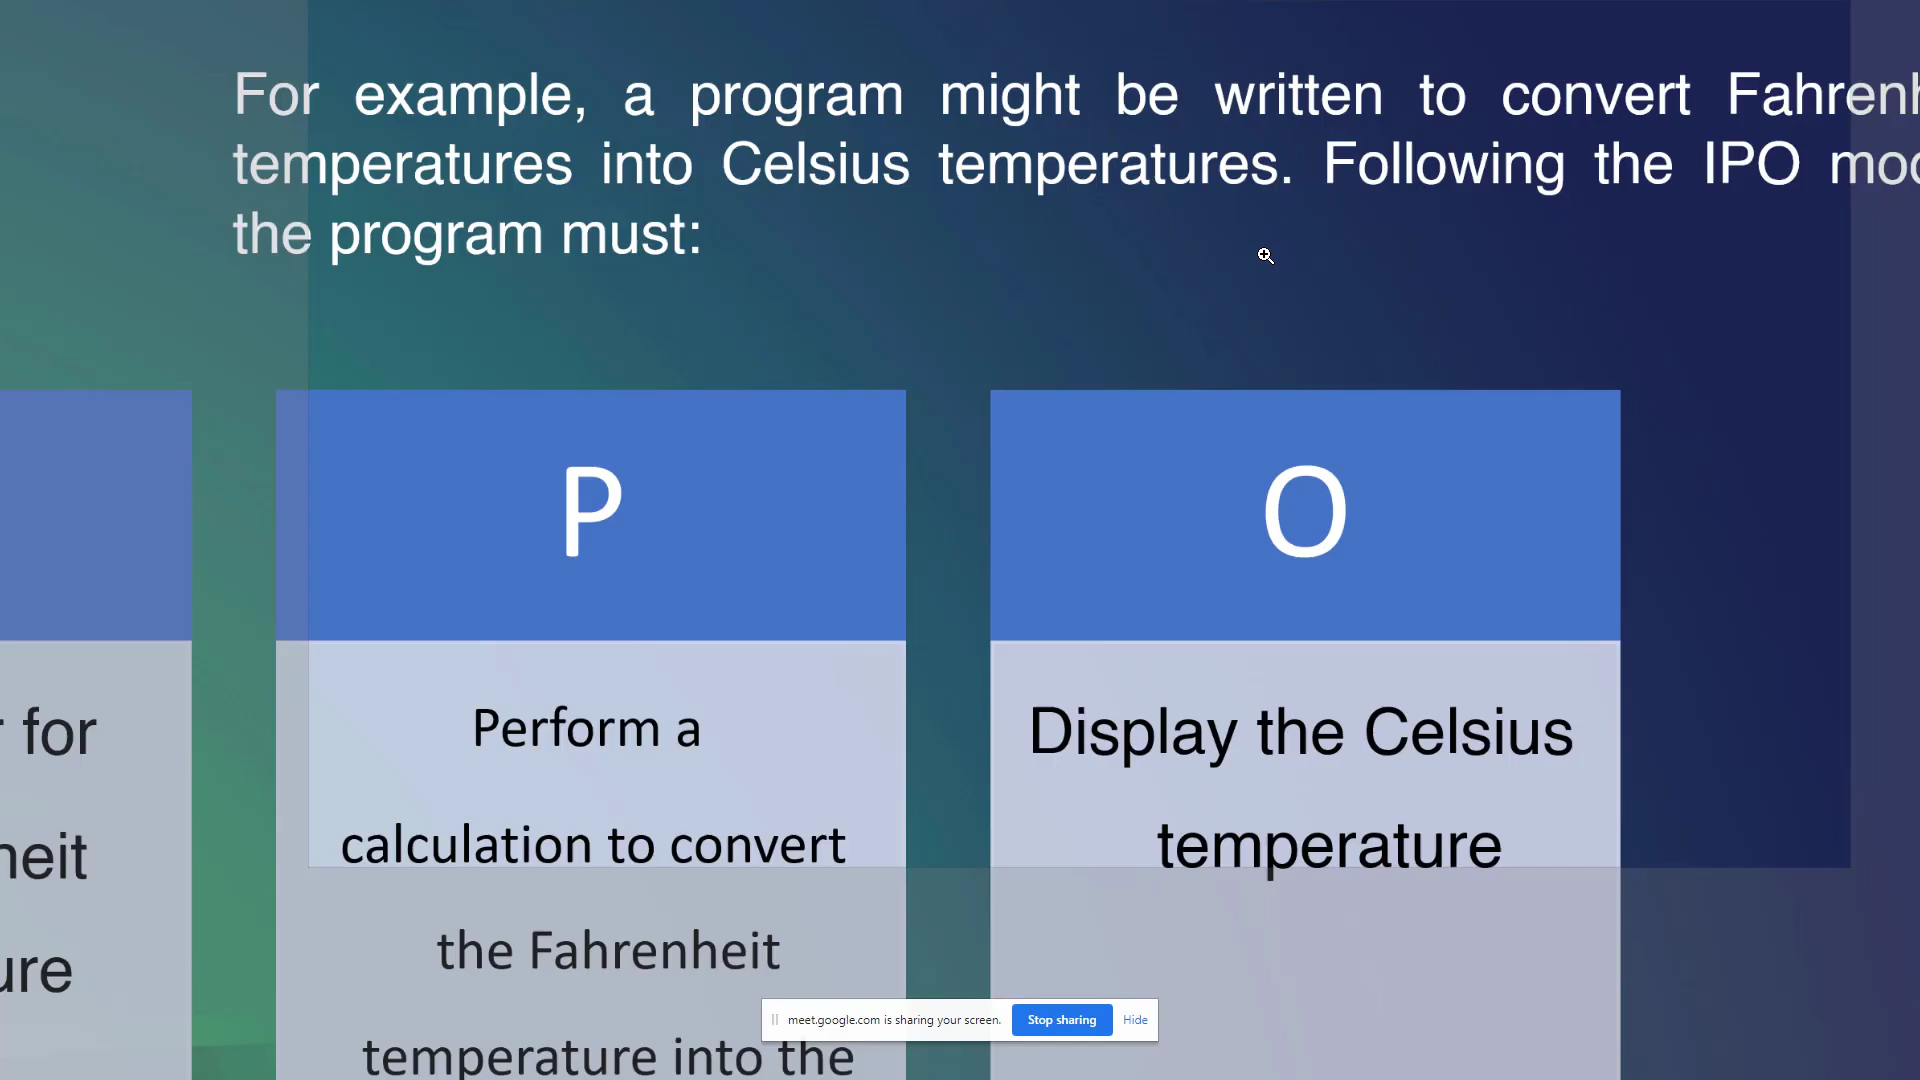 For example, a program might be written to convert
temperatures into Celsius temperatures. Following the IPO
the program must:
P
O
for
Perform a
calculation to convert
the Fahrenheit
temperature into the
Display the Celsius
temperature
meet.google.com is sharing your screen.
Stop sharing
Hide